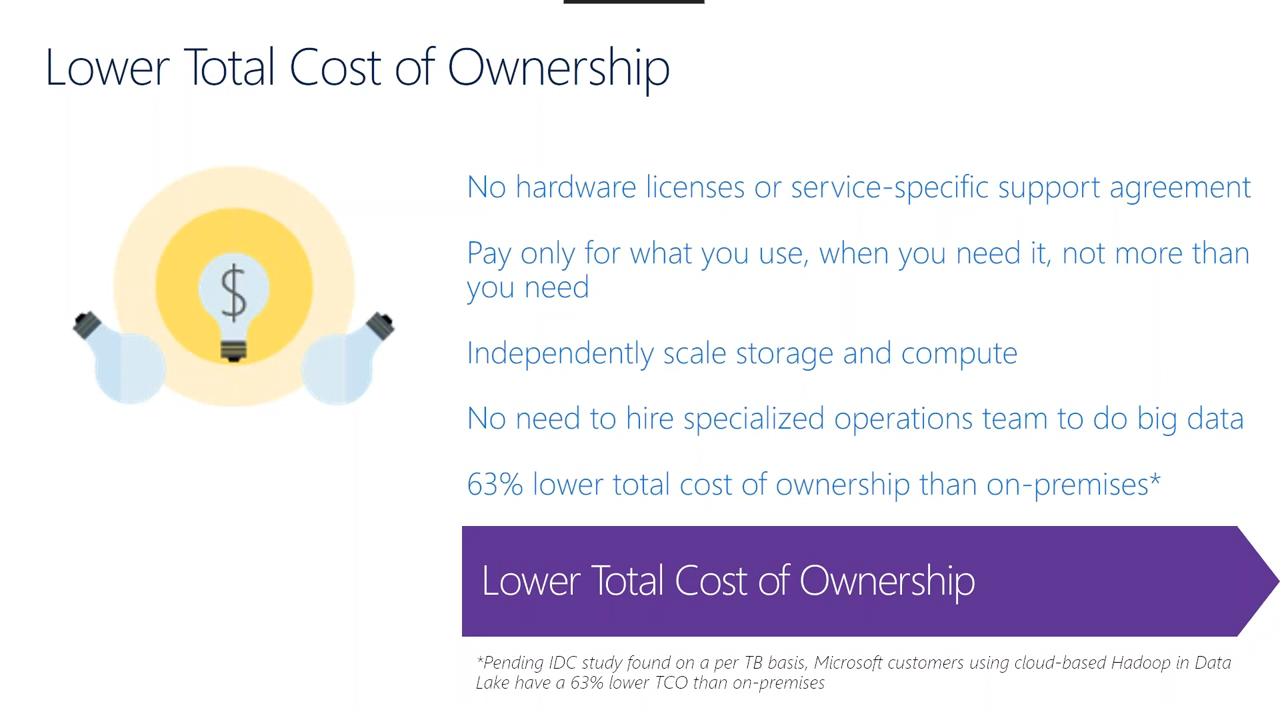 Lower Total Cost of Ownership
$
No hardware licenses or service-specific support agreement
Pay only for what you use, when you need it, not more than
you need
Independently scale storage and compute
No need to hire specialized operations team to do big data
63% lower total cost of ownership than on-premises*
Lower Total Cost of Ownership
*Pending IDC study found on a per TB basis, Microsoft customers using cloud-based Hadoop in Data
Lake have a 63% lower TCO than on-premises